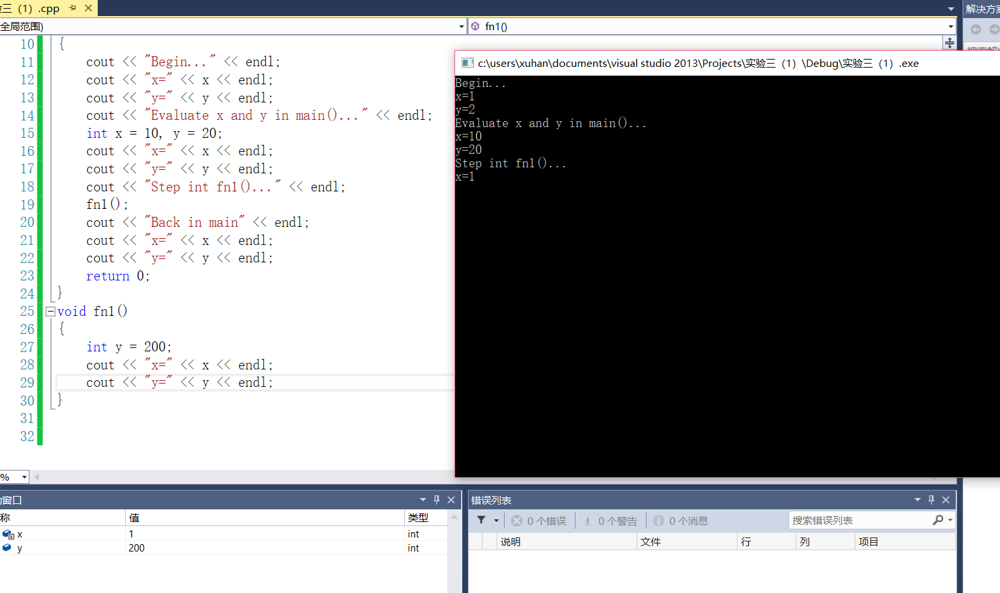 三（1）.cpp
解决方案
全局范围)
fn1()
10 {
11 cout << "Begin..." << endl;
12 cout << "x=" << x << endl;
13 cout << "y=" << y << endl;
14 cout << "Evaluate x and y in main()..." << endl;
15 int x = 10, y = 20;
16 cout << "x=" << x << endl;
17 cout << "y=" << y << endl;
18 cout << "Step int fn1()..." << endl;
19 fn1();
20 cout << "Back in main" << endl;
21 cout << "x=" << x << endl;
22 cout << "y=" << y << endl;
23 return 0;
24 }
25 void fn1()
26 {
27 int y = 200;
28 cout << "x=" << x << endl;
29 cout << "y=" << y << endl;
30 }
31
32
c:\users\xuhan\documents\visual studio 2013\Projects\实验三（1）\Debug\实验三（1）.exe
Begin...
x=1
y=2
Evaluate x and y in main()...
x=10
y=20
Step int fn1()...
x=1
%
窗口
称 值 类型
x 1 int
y 200 int
错误列表
0 个错误 0 个警告 0 个消息 搜索错误列表
说明 文件 行 列 项目